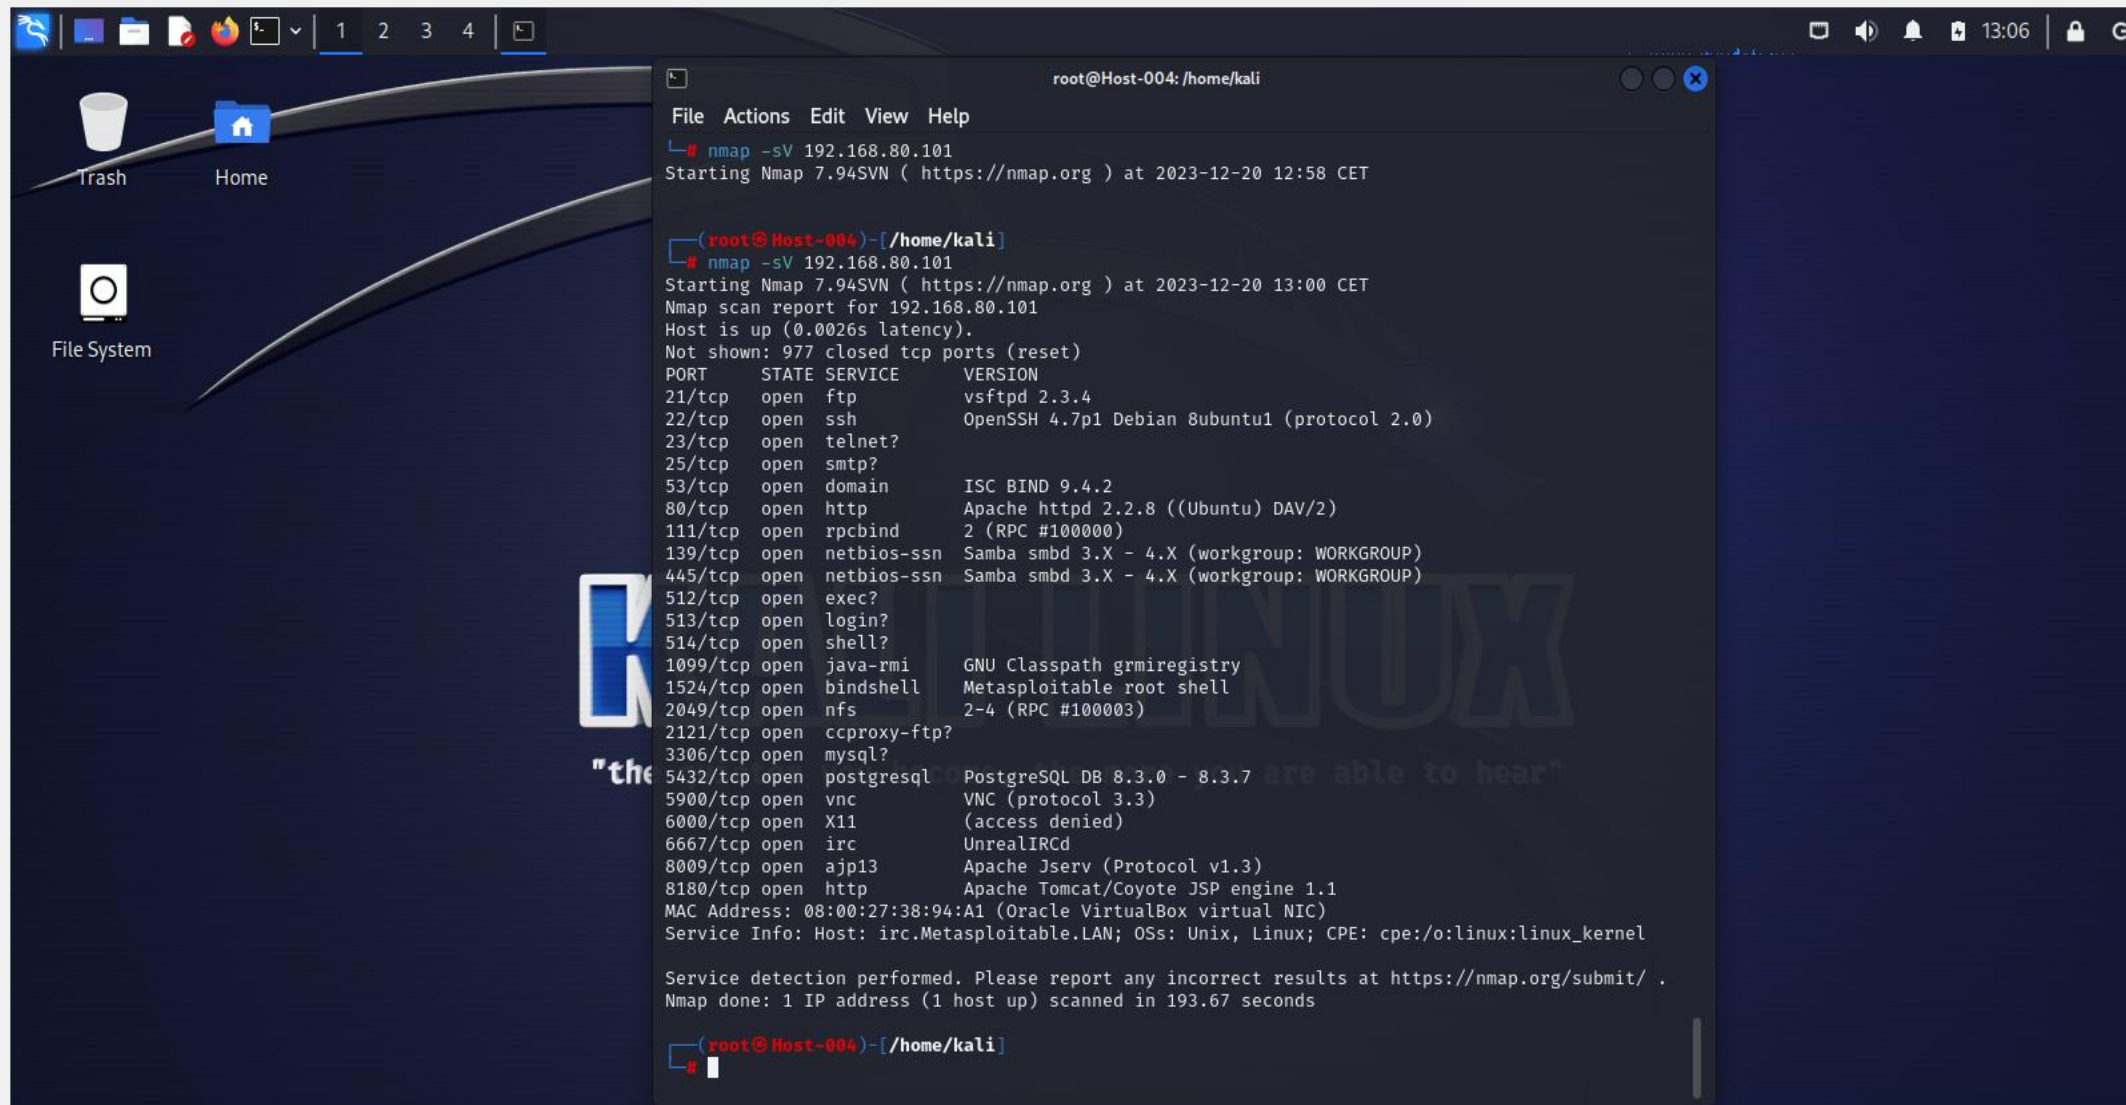 1 2 3 4
13:06
Trash
Home
File System
root@Host-004: /home/kali
File Actions Edit View Help
└─# nmap -sV 192.168.80.101
Starting Nmap 7.94SVN ( https://nmap.org ) at 2023-12-20 12:58 CET
┌──(root㉿Host-004)-[/home/kali]
└─# nmap -sV 192.168.80.101
Starting Nmap 7.94SVN ( https://nmap.org ) at 2023-12-20 13:00 CET
Nmap scan report for 192.168.80.101
Host is up (0.0026s latency).
Not shown: 977 closed tcp ports (reset)
PORT     STATE SERVICE     VERSION
21/tcp   open  ftp         vsftpd 2.3.4
22/tcp   open  ssh         OpenSSH 4.7p1 Debian 8ubuntu1 (protocol 2.0)
23/tcp   open  telnet?
25/tcp   open  smtp?
53/tcp   open  domain      ISC BIND 9.4.2
80/tcp   open  http        Apache httpd 2.2.8 ((Ubuntu) DAV/2)
111/tcp  open  rpcbind     2 (RPC #100000)
139/tcp  open  netbios-ssn Samba smbd 3.X - 4.X (workgroup: WORKGROUP)
445/tcp  open  netbios-ssn Samba smbd 3.X - 4.X (workgroup: WORKGROUP)
512/tcp  open  exec?
513/tcp  open  login?
514/tcp  open  shell?
1099/tcp open  java-rmi    GNU Classpath grmiregistry
1524/tcp open  bindshell   Metasploitable root shell
2049/tcp open  nfs         2-4 (RPC #100003)
2121/tcp open  ccproxy-ftp?
3306/tcp open  mysql?
5432/tcp open  postgresql  PostgreSQL DB 8.3.0 - 8.3.7
5900/tcp open  vnc         VNC (protocol 3.3)
6000/tcp open  X11         (access denied)
6667/tcp open  irc         UnrealIRCd
8009/tcp open  ajp13       Apache Jserv (Protocol v1.3)
8180/tcp open  http        Apache Tomcat/Coyote JSP engine 1.1
MAC Address: 08:00:27:38:94:A1 (Oracle VirtualBox virtual NIC)
Service Info: Host: irc.Metasploitable.LAN; OSs: Unix, Linux; CPE: cpe:/o:linux:linux_kernel
Service detection performed. Please report any incorrect results at https://nmap.org/submit/ .
Nmap done: 1 IP address (1 host up) scanned in 193.67 seconds
┌──(root㉿Host-004)-[/home/kali]
└─#
KALI LINUX
"the are able to hear"